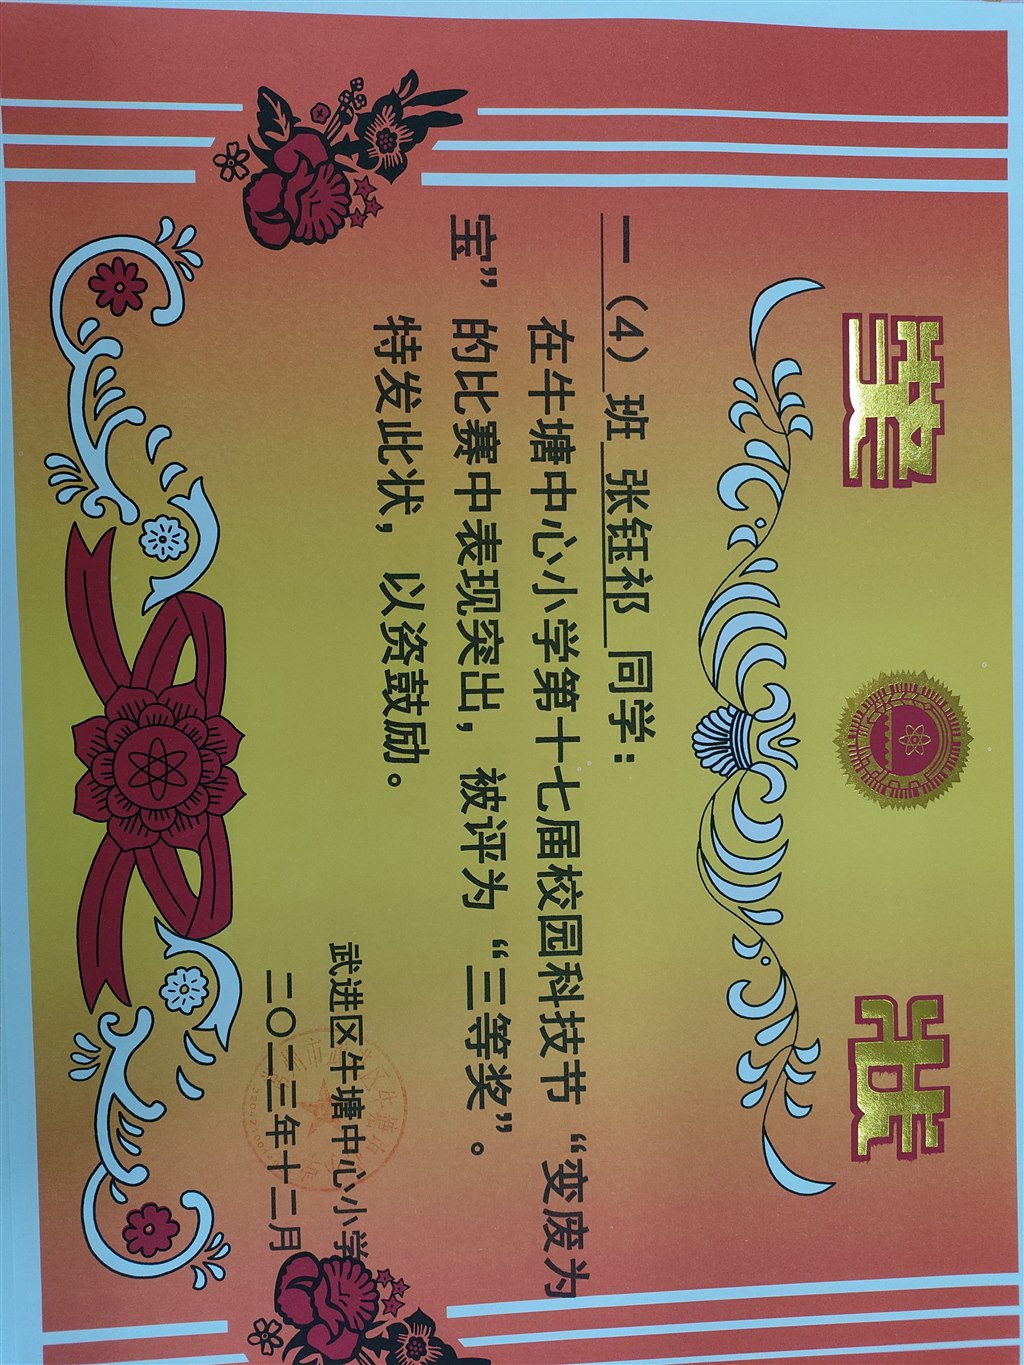 奖状
一（4）班 张钰祁 同学：
在牛塘中心小学第十七届校园科技节“变废为
宝”的比赛中表现突出，被评为“三等奖”。
特发此状，以资鼓励。
武进区牛塘中心小学
二〇二三年十二月